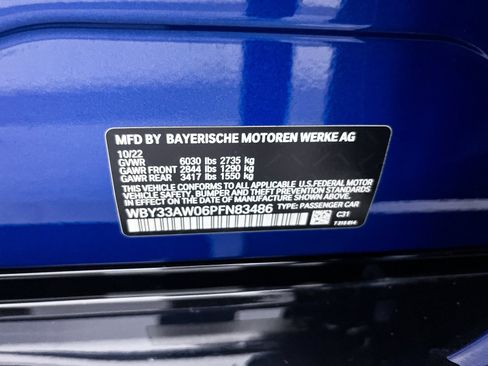 MFD BY BAYERISCHE MOTOREN WERKE AG
10/22
GVWR 6030 lbs 2735 kg
GAWR FRONT 2844 lbs 1290 kg
GAWR REAR 3417 lbs 1550 kg
THIS VEHICLE CONFORMS TO ALL APPLICABLE U.S.FEDERAL MOTOR
VEHICLE SAFETY, BUMPER, AND THEFT PREVENTION STANDARDS
IN EFFECT ON THE DATE OF MANUFACTURE SHOWN ABOVE.
WBY33AW06PFN83486 TYPE: PASSENGER CAR
C31